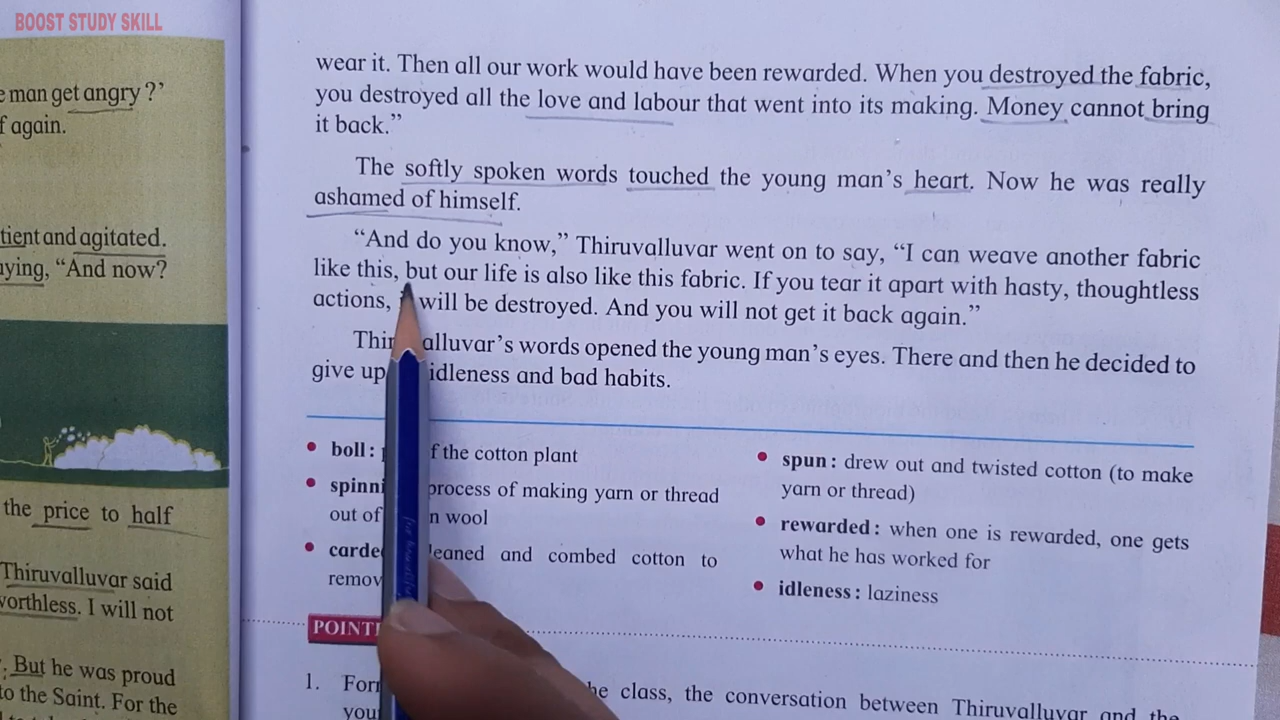 BOOST STUDY SKILL
e man get angry ?’
f again.
tient and agitated.
ying, “And now?
the price to half
Thiruvalluvar said
worthless. I will not
. But he was proud
to the Saint. For the
wear it. Then all our work would have been rewarded. When you destroyed the fabric,
you destroyed all the love and labour that went into its making. Money cannot bring
it back.”
The softly spoken words touched the young man’s heart. Now he was really
ashamed of himself.
“And do you know,” Thiruvalluvar went on to say, “I can weave another fabric
like this, but our life is also like this fabric. If you tear it apart with hasty, thoughtless
actions, will be destroyed. And you will not get it back again.”
Thir alluvar’s words opened the young man’s eyes. There and then he decided to
give up idleness and bad habits.
• boll : f the cotton plant
• spinni process of making yarn or thread
out of n wool
• carde leaned and combed cotton to
remov
• spun : drew out and twisted cotton (to make
yarn or thread)
• rewarded : when one is rewarded, one gets
what he has worked for
• idleness : laziness
POINT
1. For he class, the conversation between Thiruvalluvar and the
your